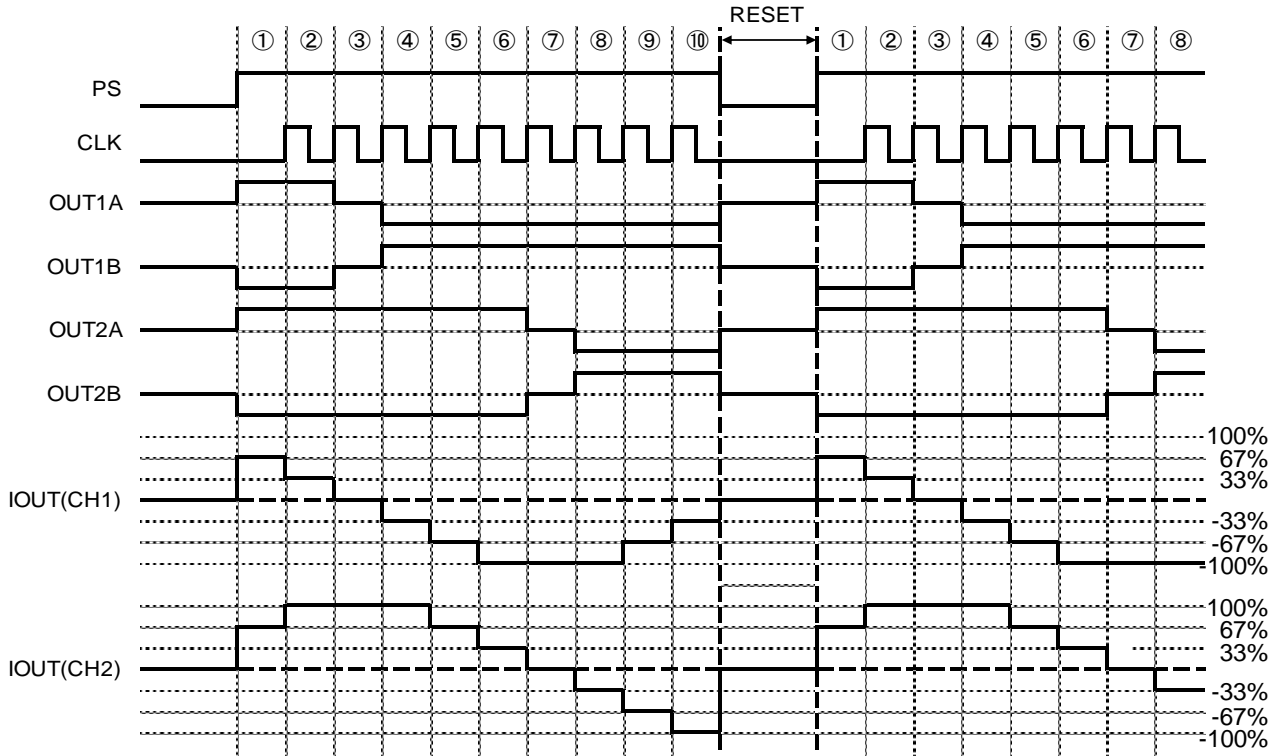 RESET
① ② ③ ④ ⑤ ⑥ ⑦ ⑧ ⑨ ⑩ ① ② ③ ④ ⑤ ⑥ ⑦ ⑧
PS
CLK
OUT1A
OUT1B
OUT2A
OUT2B
100%
67%
33%
IOUT(CH1)
-33%
-67%
-100%
100%
67%
33%
IOUT(CH2)
-33%
-67%
-100%